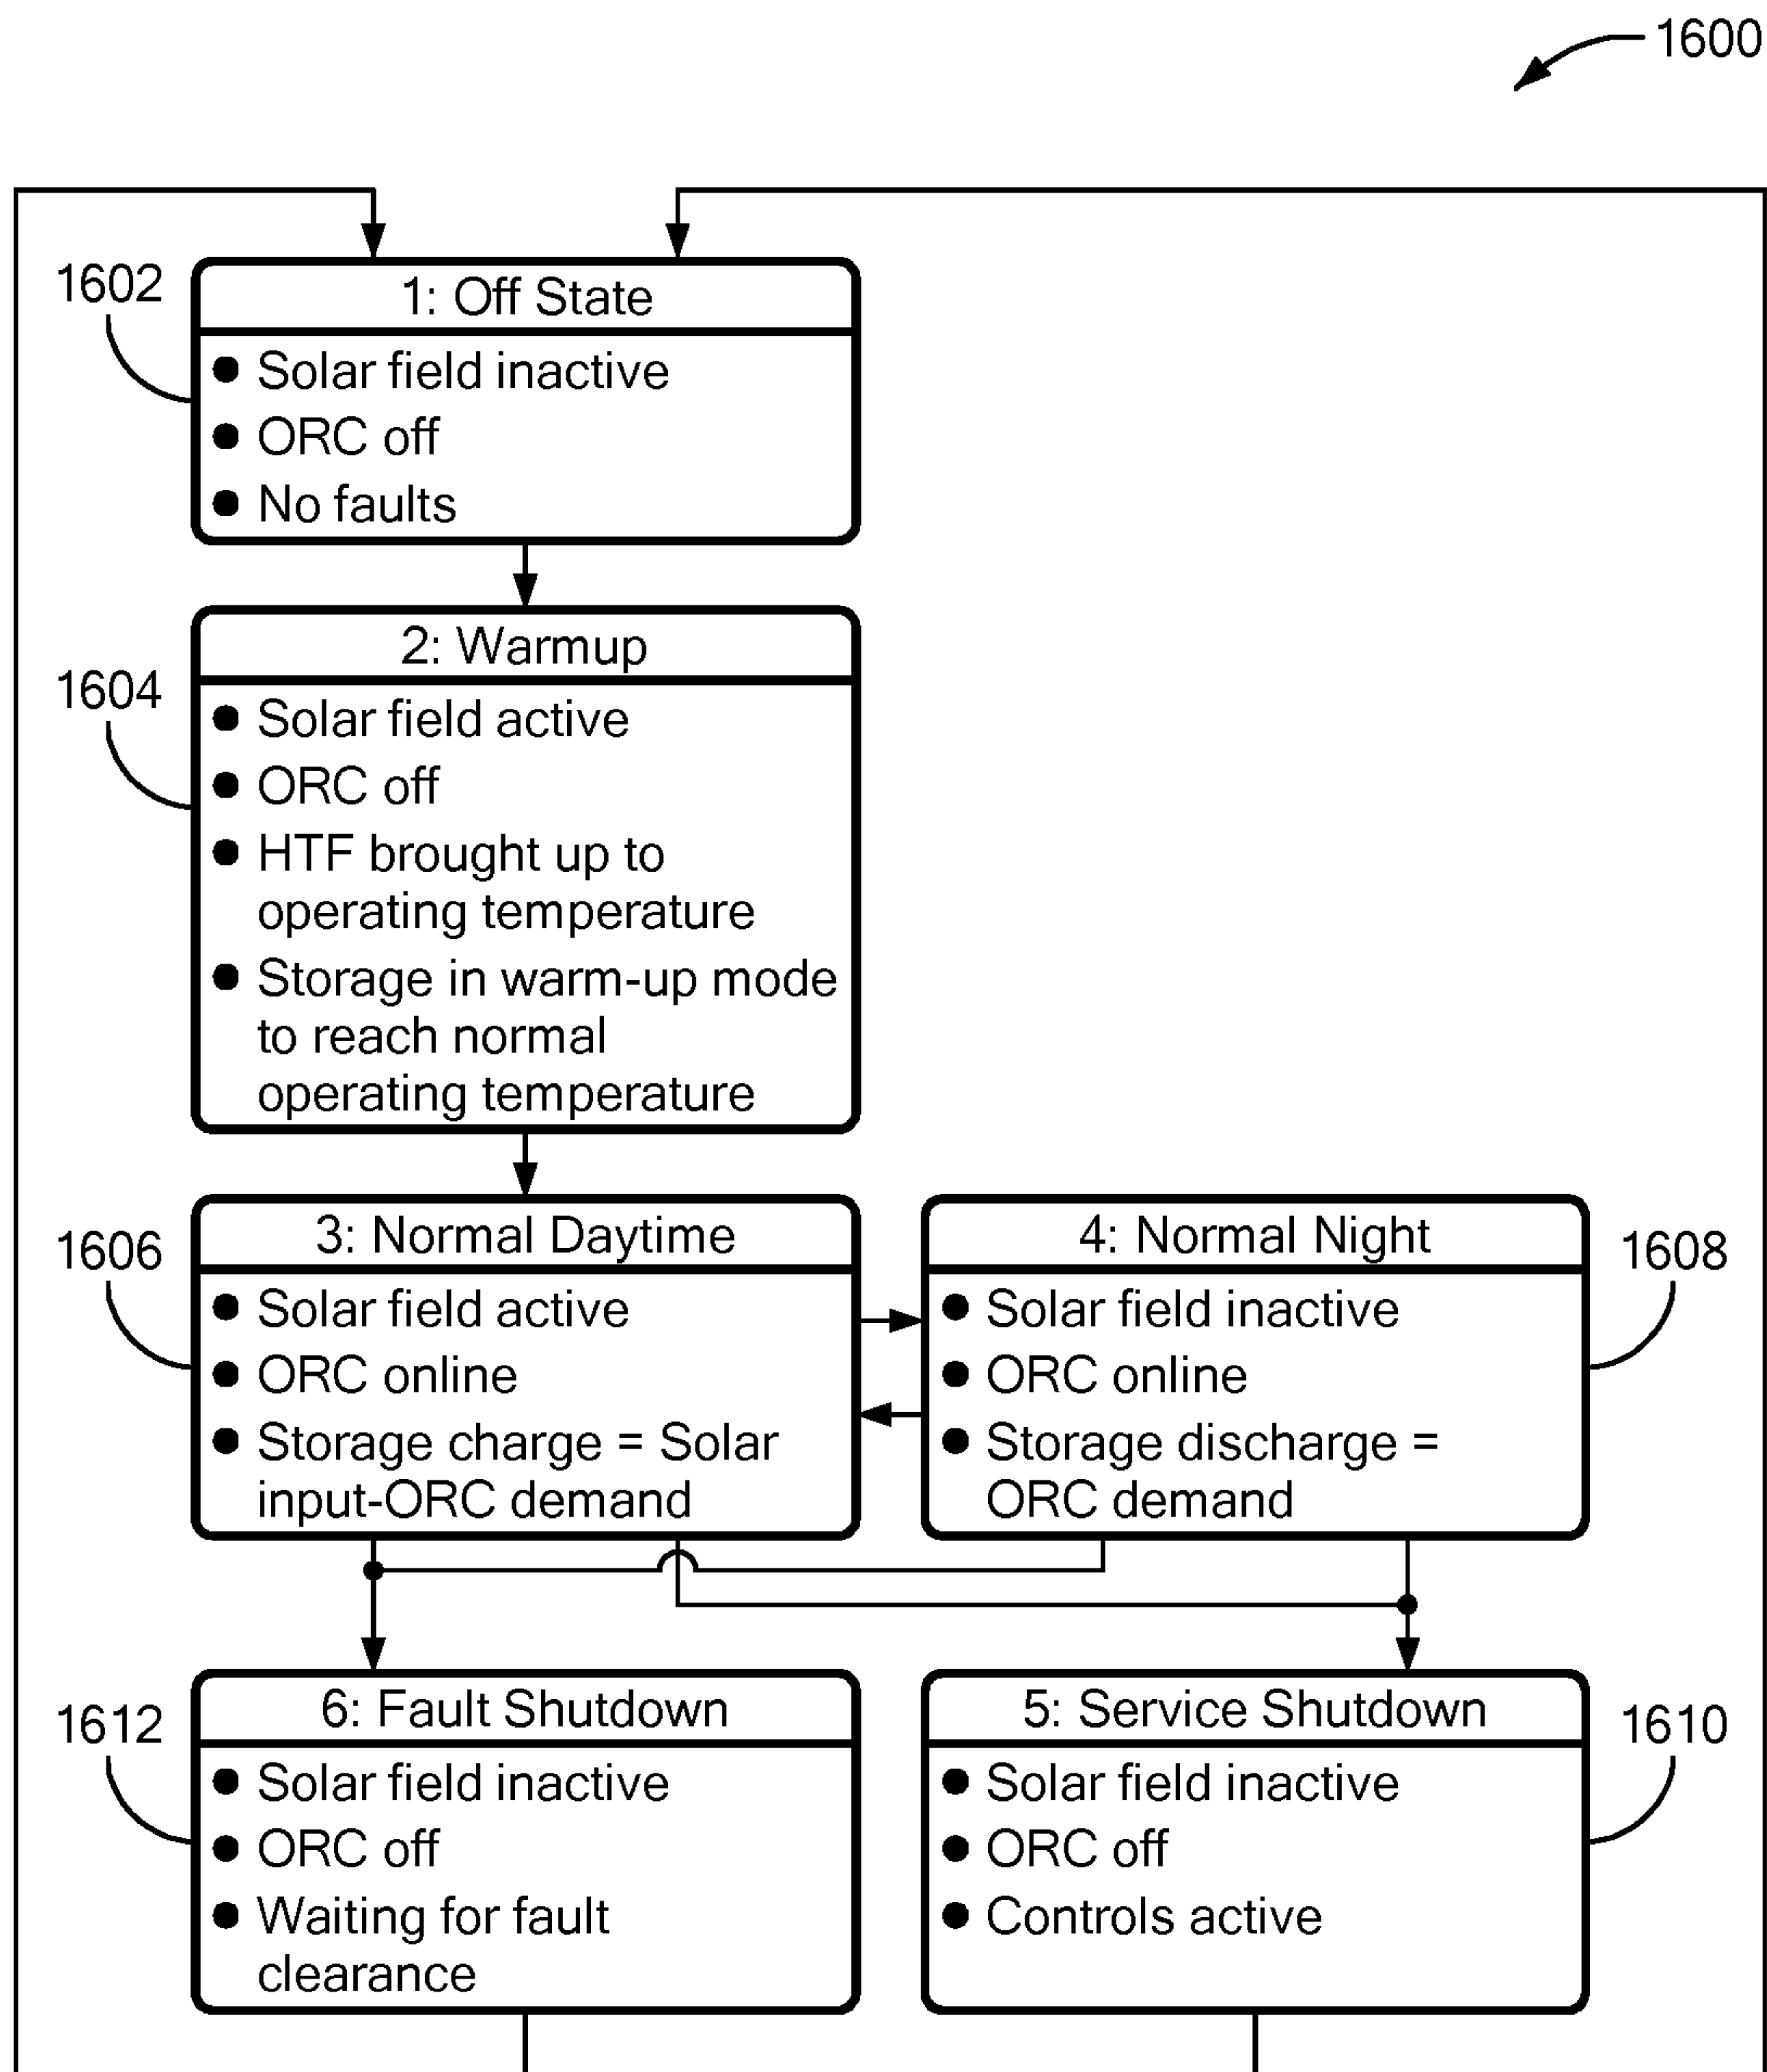 1600
1602
1: Off State
● Solar field inactive
● ORC off
● No faults
1604
2: Warmup
● Solar field active
● ORC off
● HTF brought up to
operating temperature
● Storage in warm-up mode
to reach normal
operating temperature
1606
3: Normal Daytime
● Solar field active
● ORC online
● Storage charge = Solar
input-ORC demand
4: Normal Night
1608
● Solar field inactive
● ORC online
● Storage discharge =
ORC demand
1612
6: Fault Shutdown
● Solar field inactive
● ORC off
● Waiting for fault
clearance
5: Service Shutdown
1610
● Solar field inactive
● ORC off
● Controls active